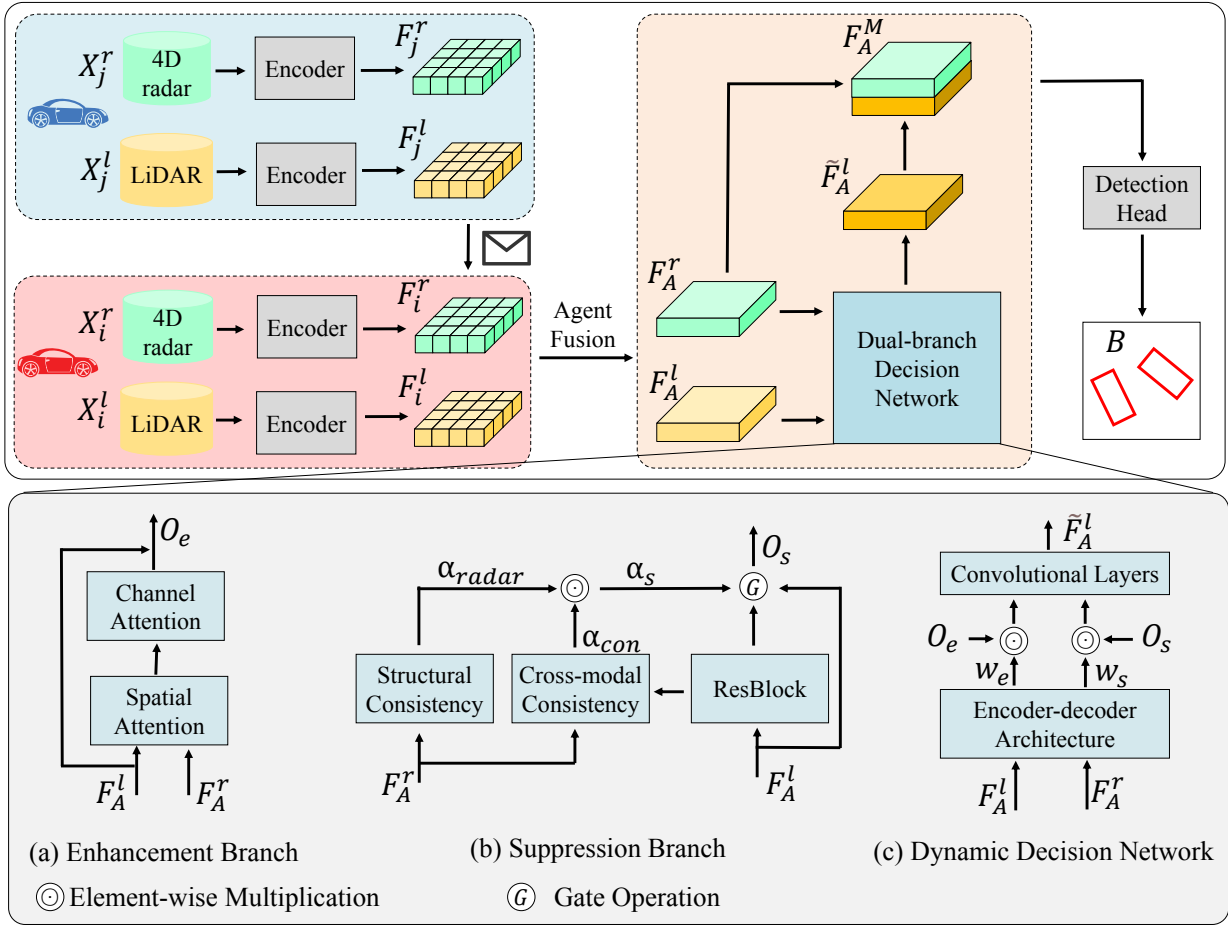 X_j^r
4D
radar
Encoder
F_j^r
X_j^l
LiDAR
Encoder
F_j^l
X_i^r
4D
radar
Encoder
F_i^r
X_i^l
LiDAR
Encoder
F_i^l
Agent
Fusion
F_A^M
F̃_A^l
F_A^r
F_A^l
Dual-branch
Decision
Network
Detection
Head
B
O_e
Channel
Attention
Spatial
Attention
F_A^l
F_A^r
(a) Enhancement Branch
O_s
α_radar
α_s
G
α_con
Structural
Consistency
Cross-modal
Consistency
ResBlock
F_A^r
F_A^l
(b) Suppression Branch
F̃_A^l
Convolutional Layers
O_e
O_s
w_e
w_s
Encoder-decoder
Architecture
F_A^l
F_A^r
(c) Dynamic Decision Network
Element-wise Multiplication
G Gate Operation